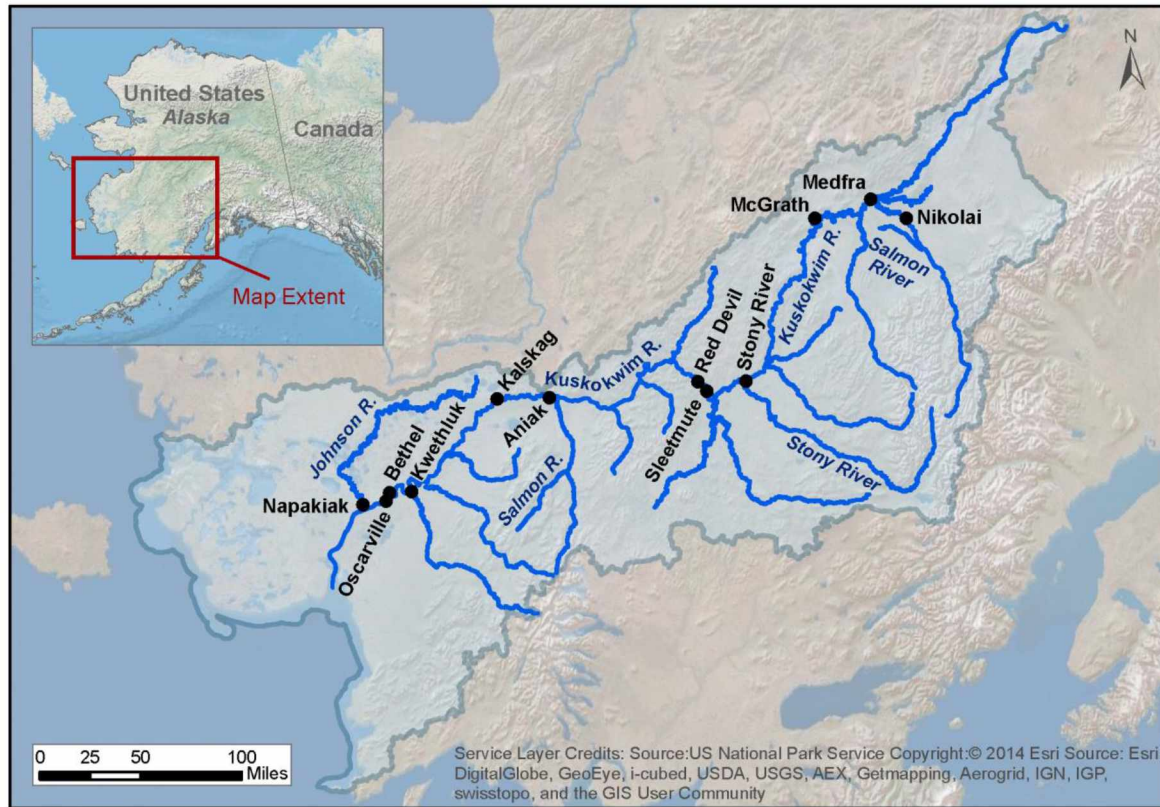 United States
Alaska
Canada
Map Extent
N
Medfra
McGrath
Nikolai
Salmon
River
Kuskokwim R.
Stony River
Red Devil
Kuskokwim R.
Kalskag
Aniak
Sleetmute
Stony River
Johnson R.
Bethel
Kwethluk
Salmon R.
Napakiak
Oscarville
0 25 50 100
Miles
Service Layer Credits: Source:US National Park Service Copyright:© 2014 Esri Source: Esri
DigitalGlobe, GeoEye, i-cubed, USDA, USGS, AEX, Getmapping, Aerogrid, IGN, IGP,
swisstopo, and the GIS User Community